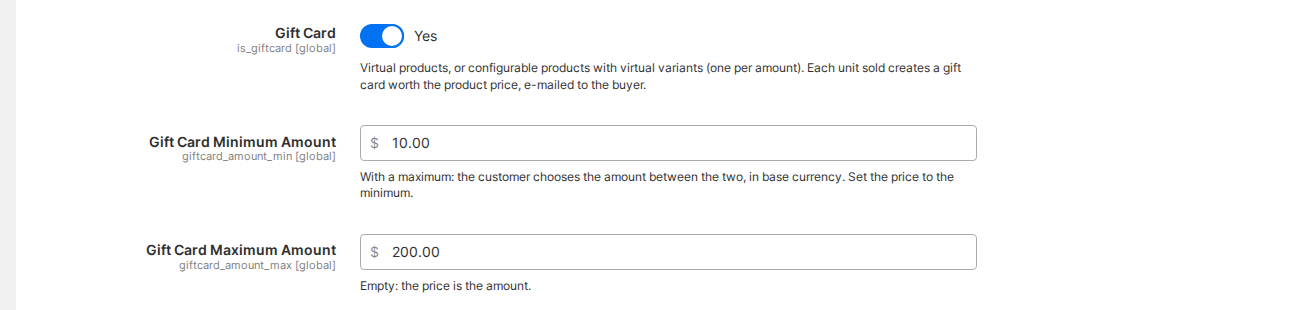 Gift Card
is_giftcard [global]
Yes
Virtual products, or configurable products with virtual variants (one per amount). Each unit sold creates a gift
card worth the product price, e-mailed to the buyer.
Gift Card Minimum Amount
giftcard_amount_min [global]
$ 10.00
With a maximum: the customer chooses the amount between the two, in base currency. Set the price to the
minimum.
Gift Card Maximum Amount
giftcard_amount_max [global]
$ 200.00
Empty: the price is the amount.